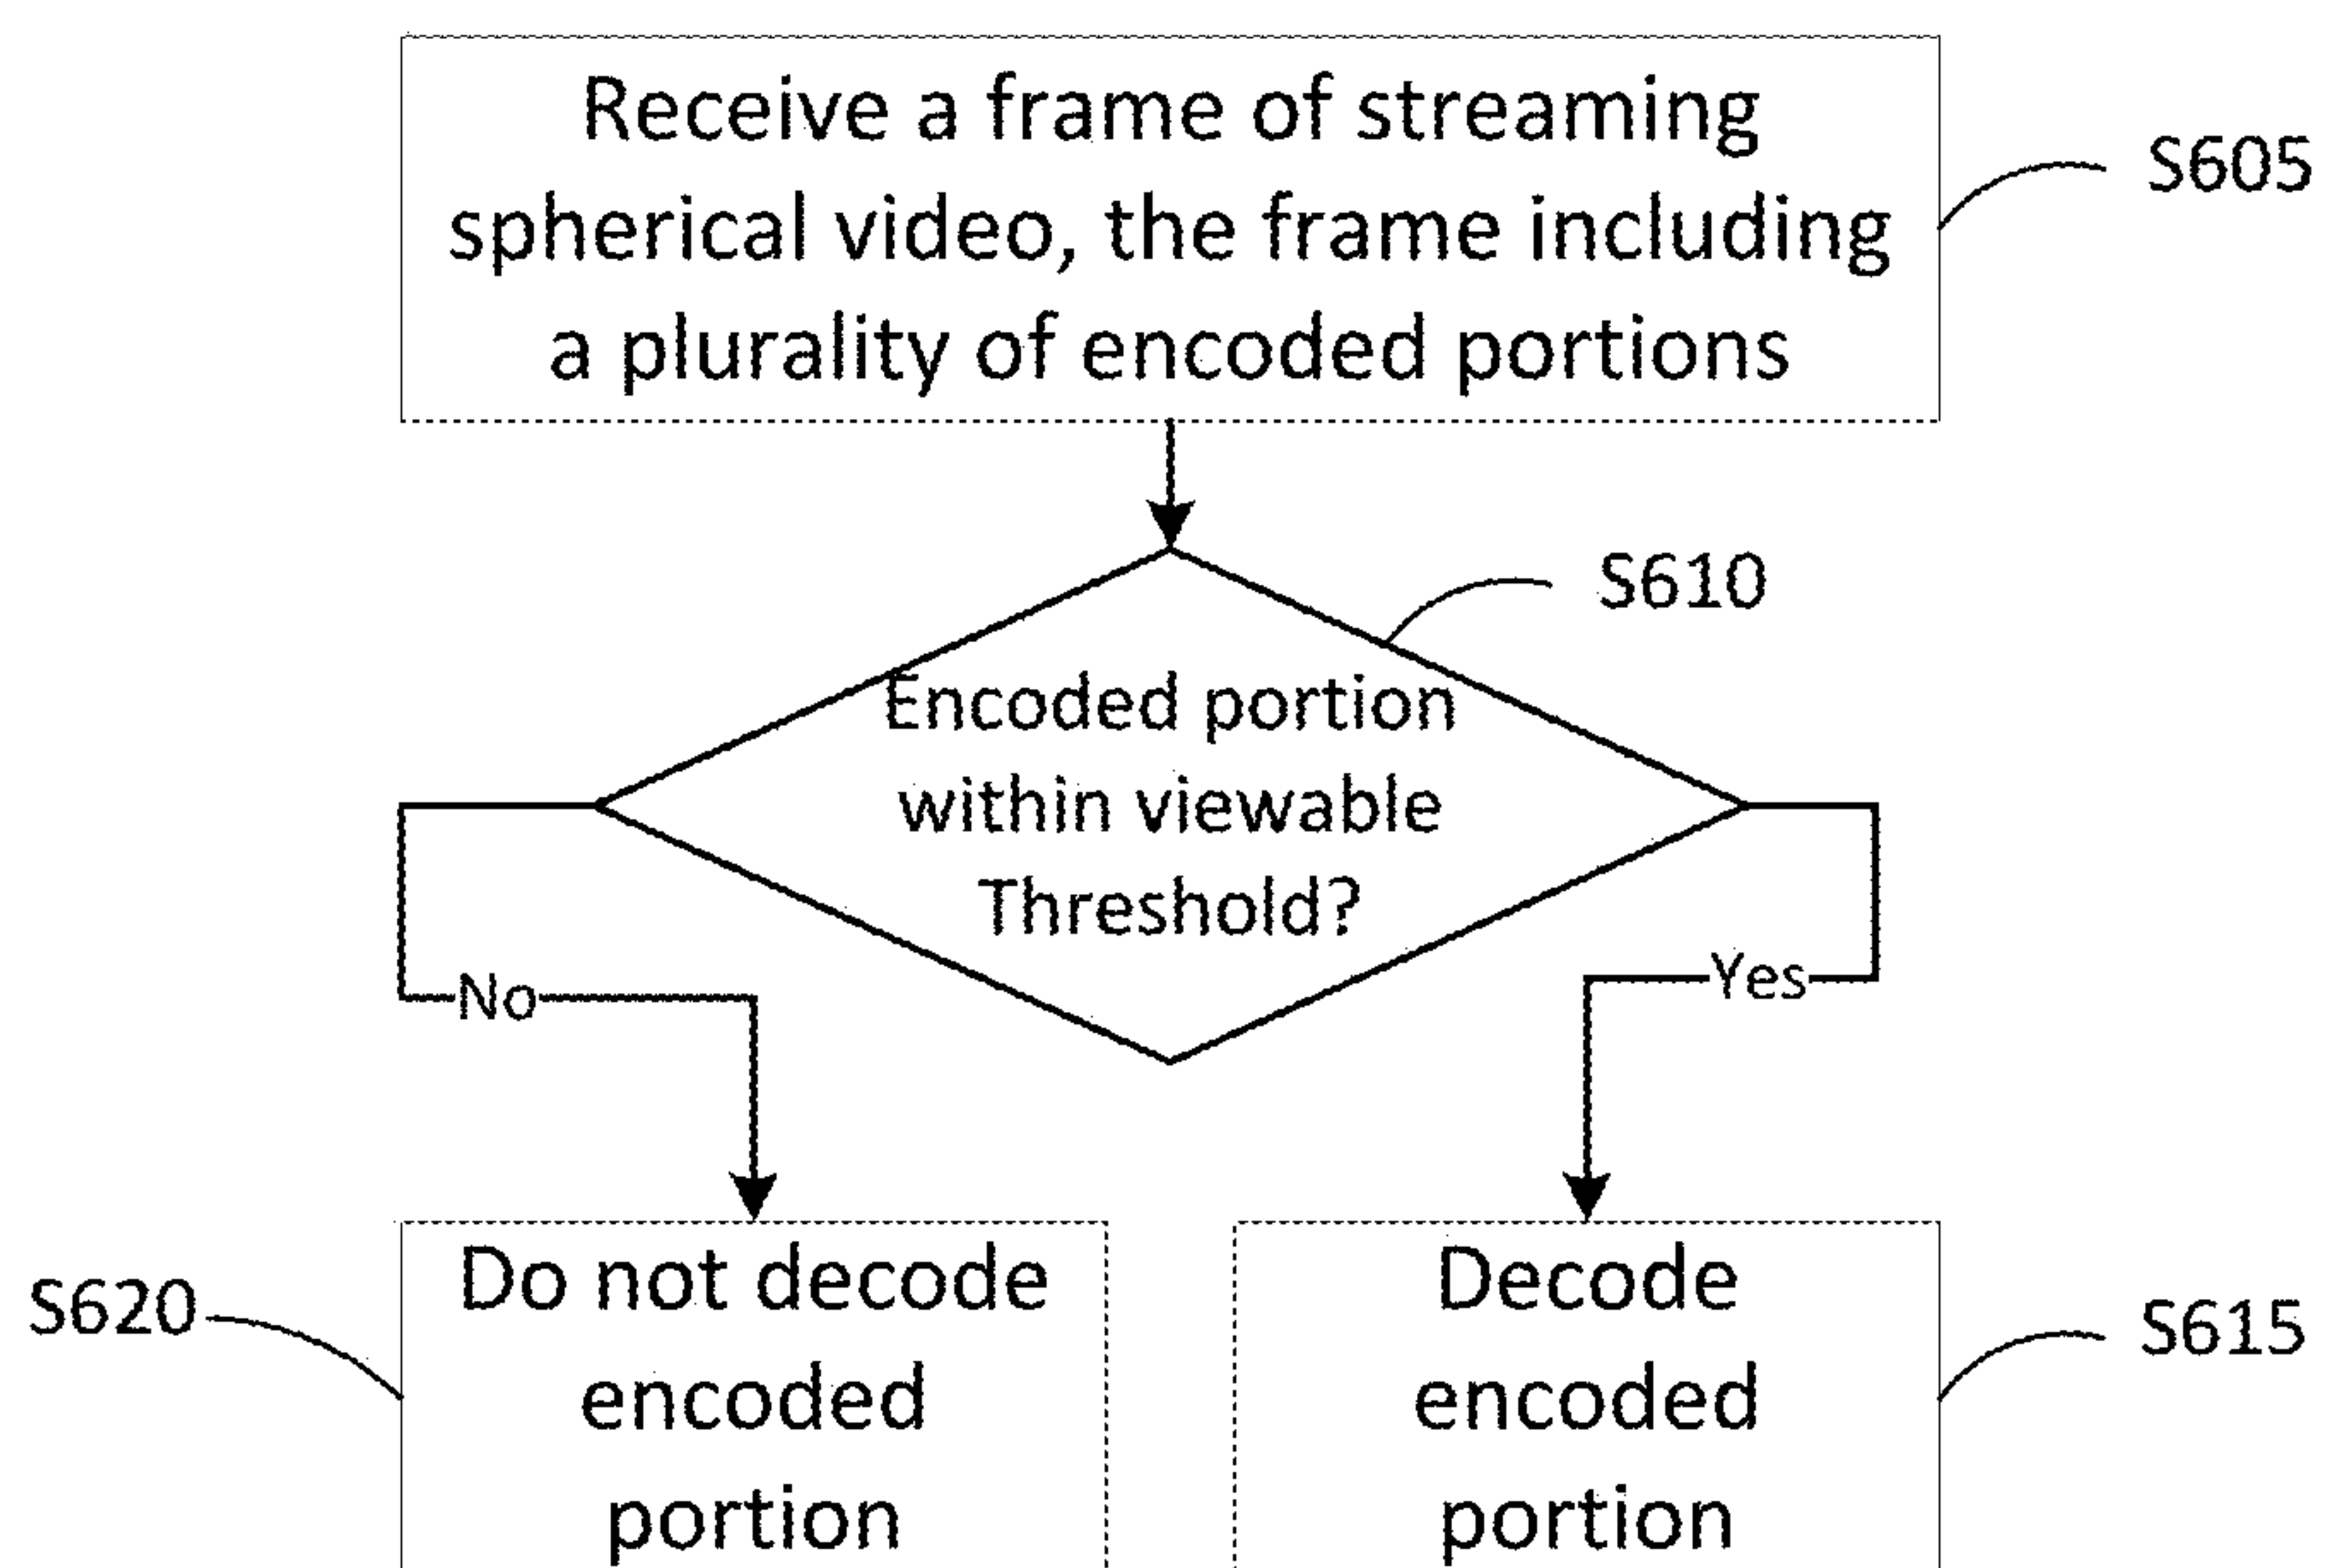 Receive a frame of streaming
spherical video, the frame including
a plurality of encoded portions
S605
S610
Encoded portion
within viewable
Threshold?
No
Yes
S620
Do not decode
encoded
portion
Decode
encoded
portion
S615